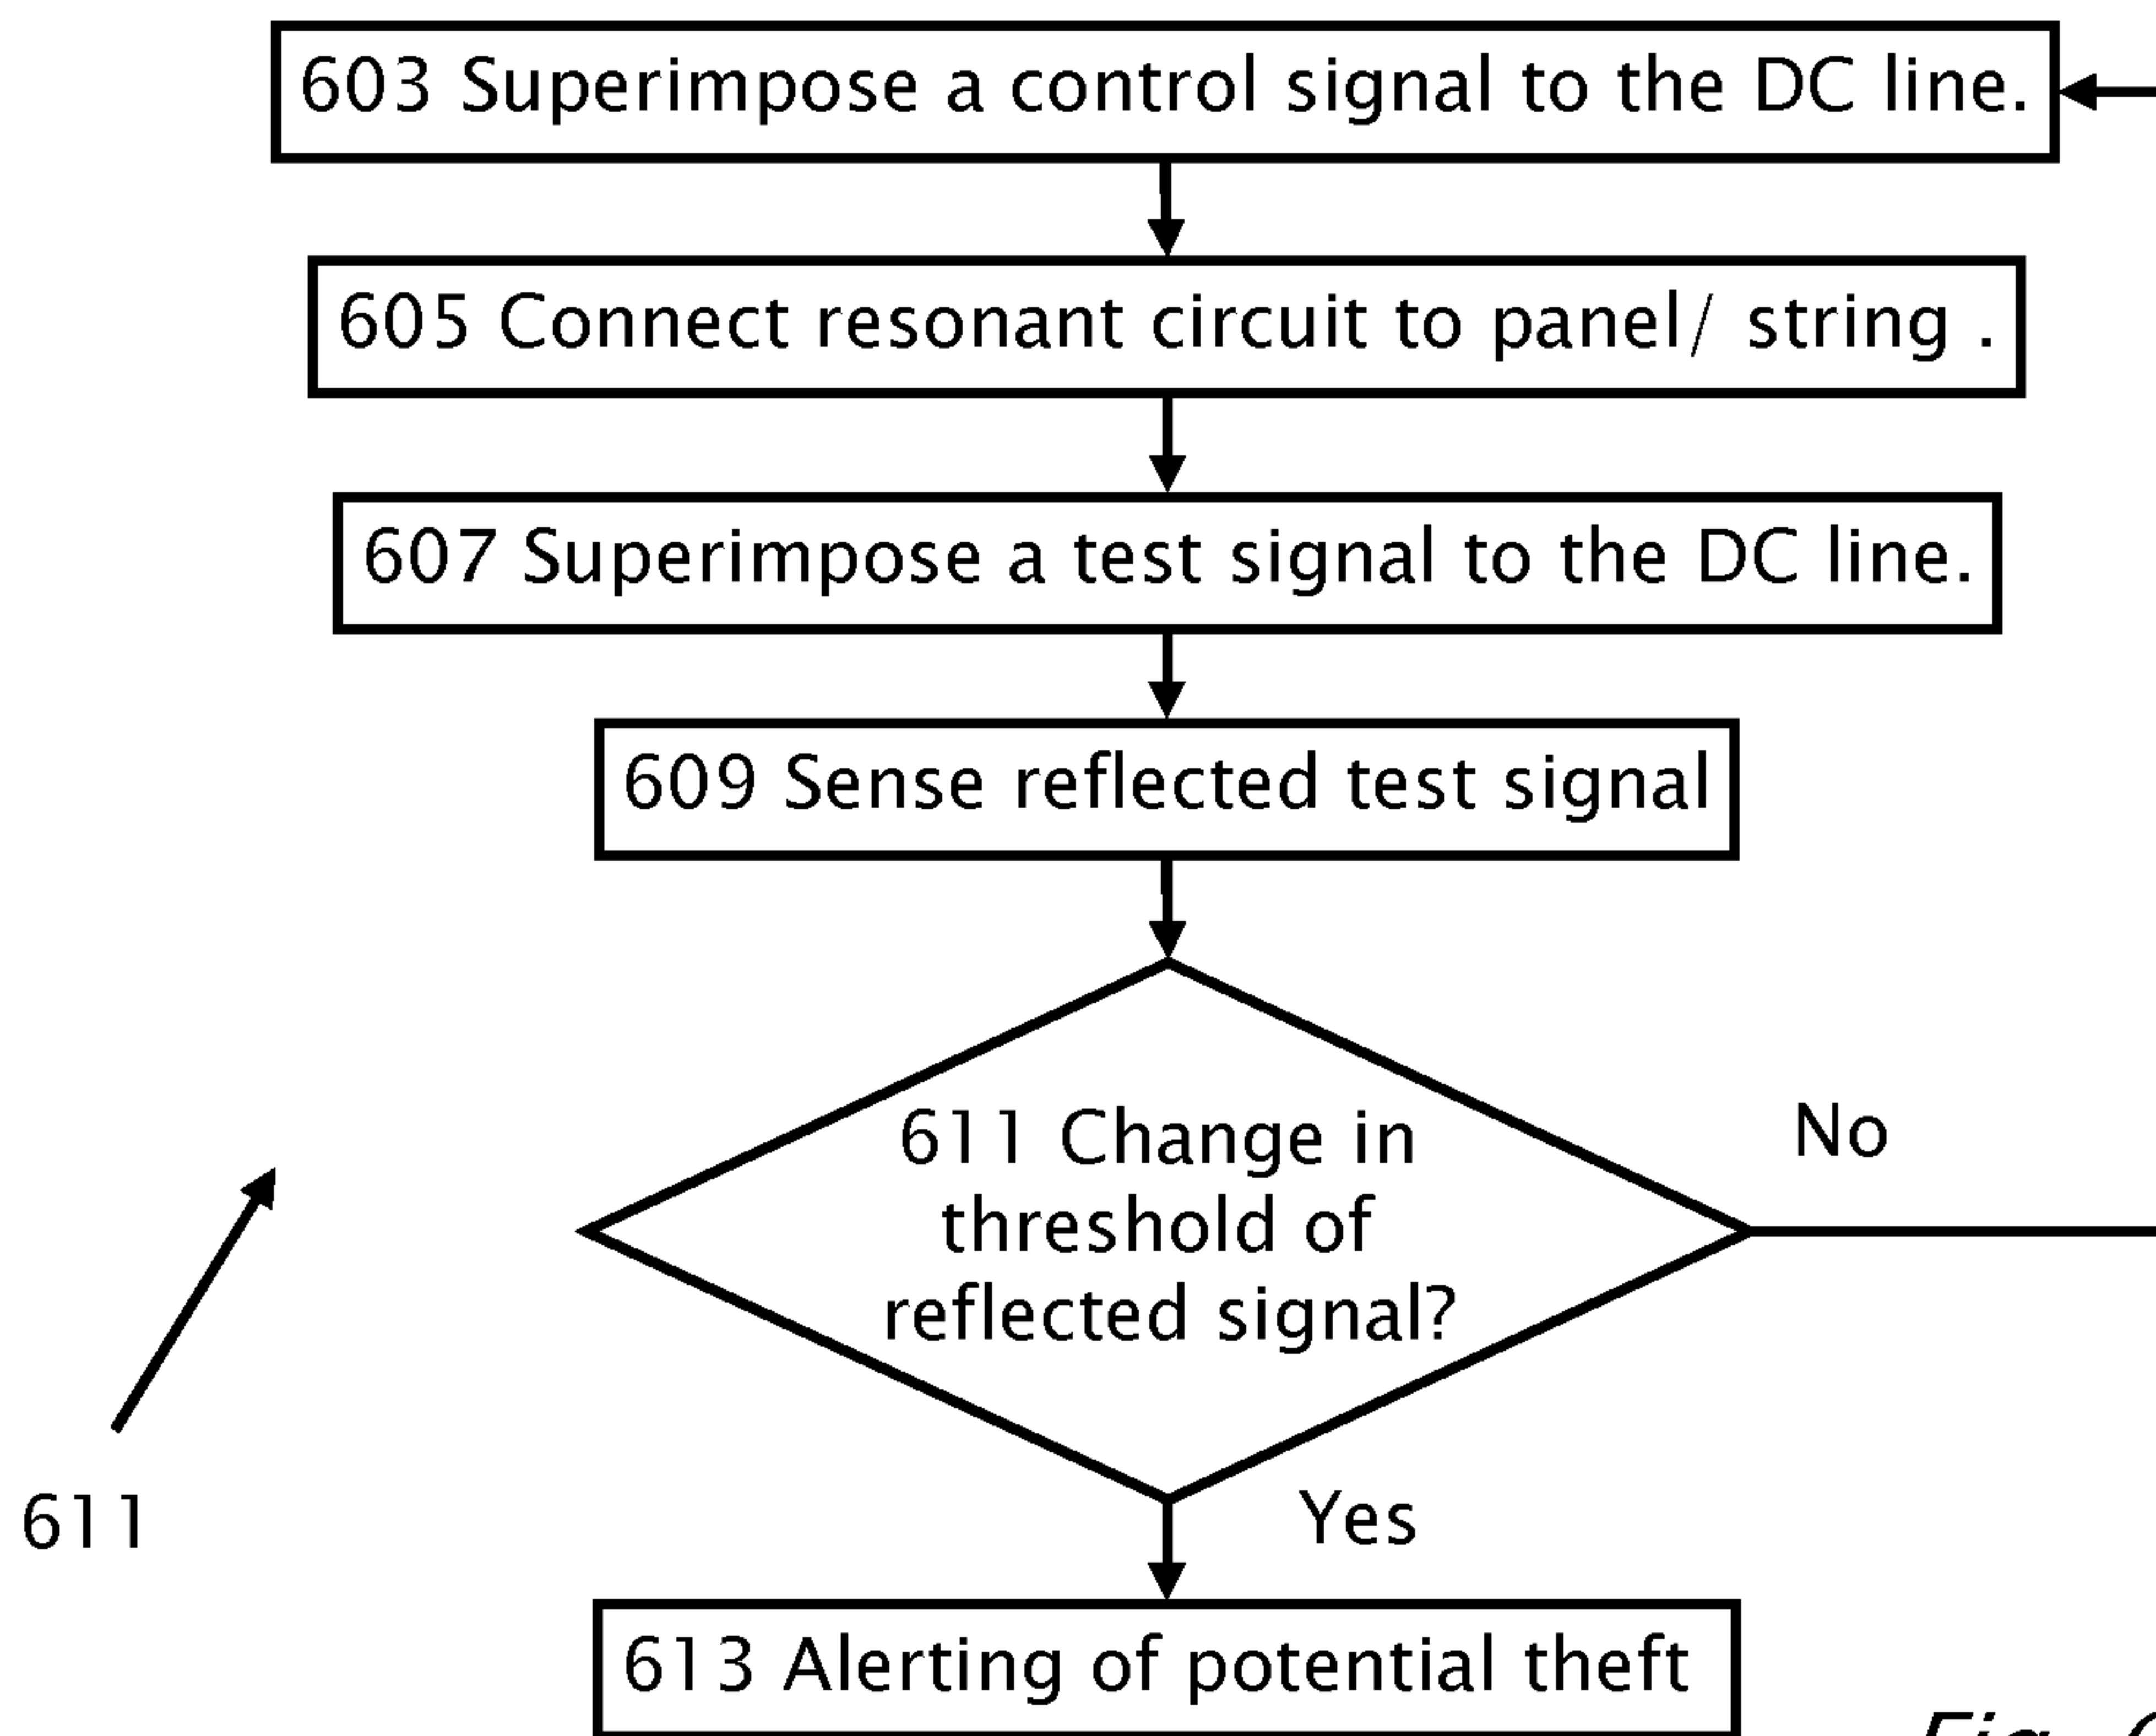 603 Superimpose a control signal to the DC line.
605 Connect resonant circuit to panel/ string .
607 Superimpose a test signal to the DC line.
609 Sense reflected test signal
611 Change in
threshold of
reflected signal?
No
611
Yes
613 Alerting of potential theft